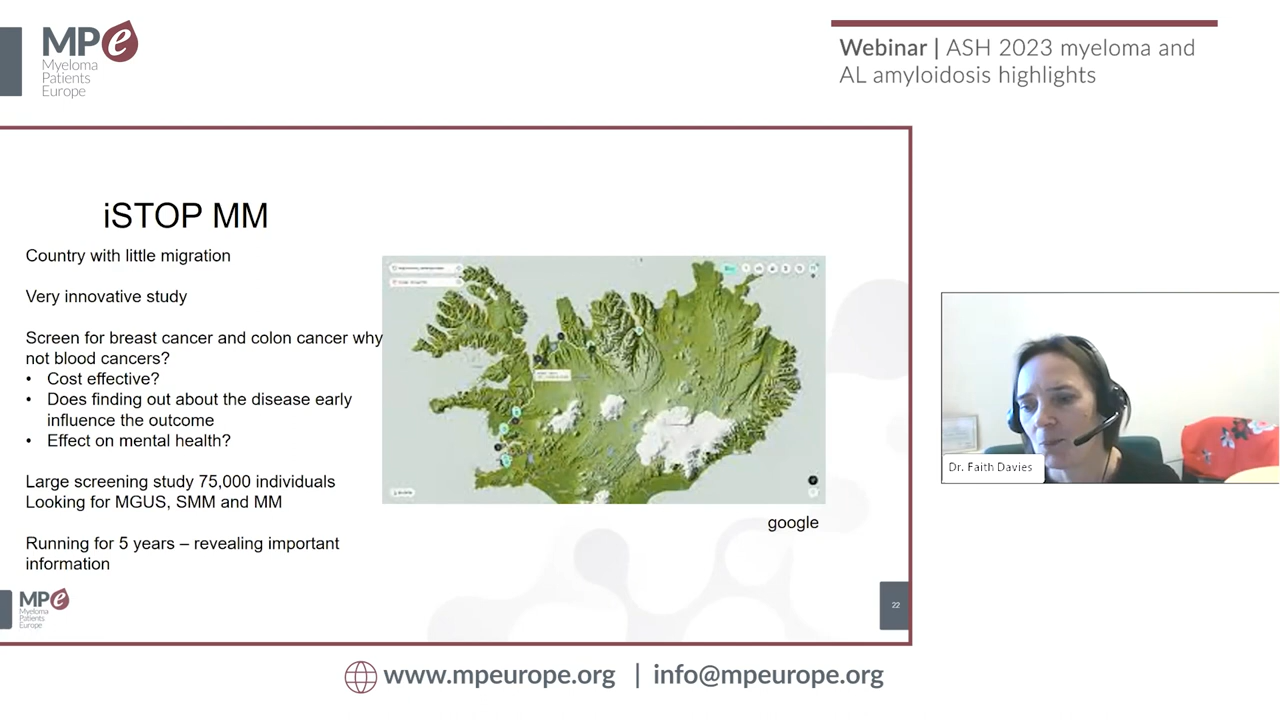 MPe
Myeloma
Patients
Europe
Webinar | ASH 2023 myeloma and
AL amyloidosis highlights
iSTOP MM
Country with little migration
Very innovative study
Screen for breast cancer and colon cancer why
not blood cancers?
• Cost effective?
• Does finding out about the disease early
influence the outcome
• Effect on mental health?
Large screening study 75,000 individuals
Looking for MGUS, SMM and MM
Running for 5 years – revealing important
information
google
MPe
Myeloma
Patients
Europe
22
Dr. Faith Davies
www.mpeurope.org | info@mpeurope.org